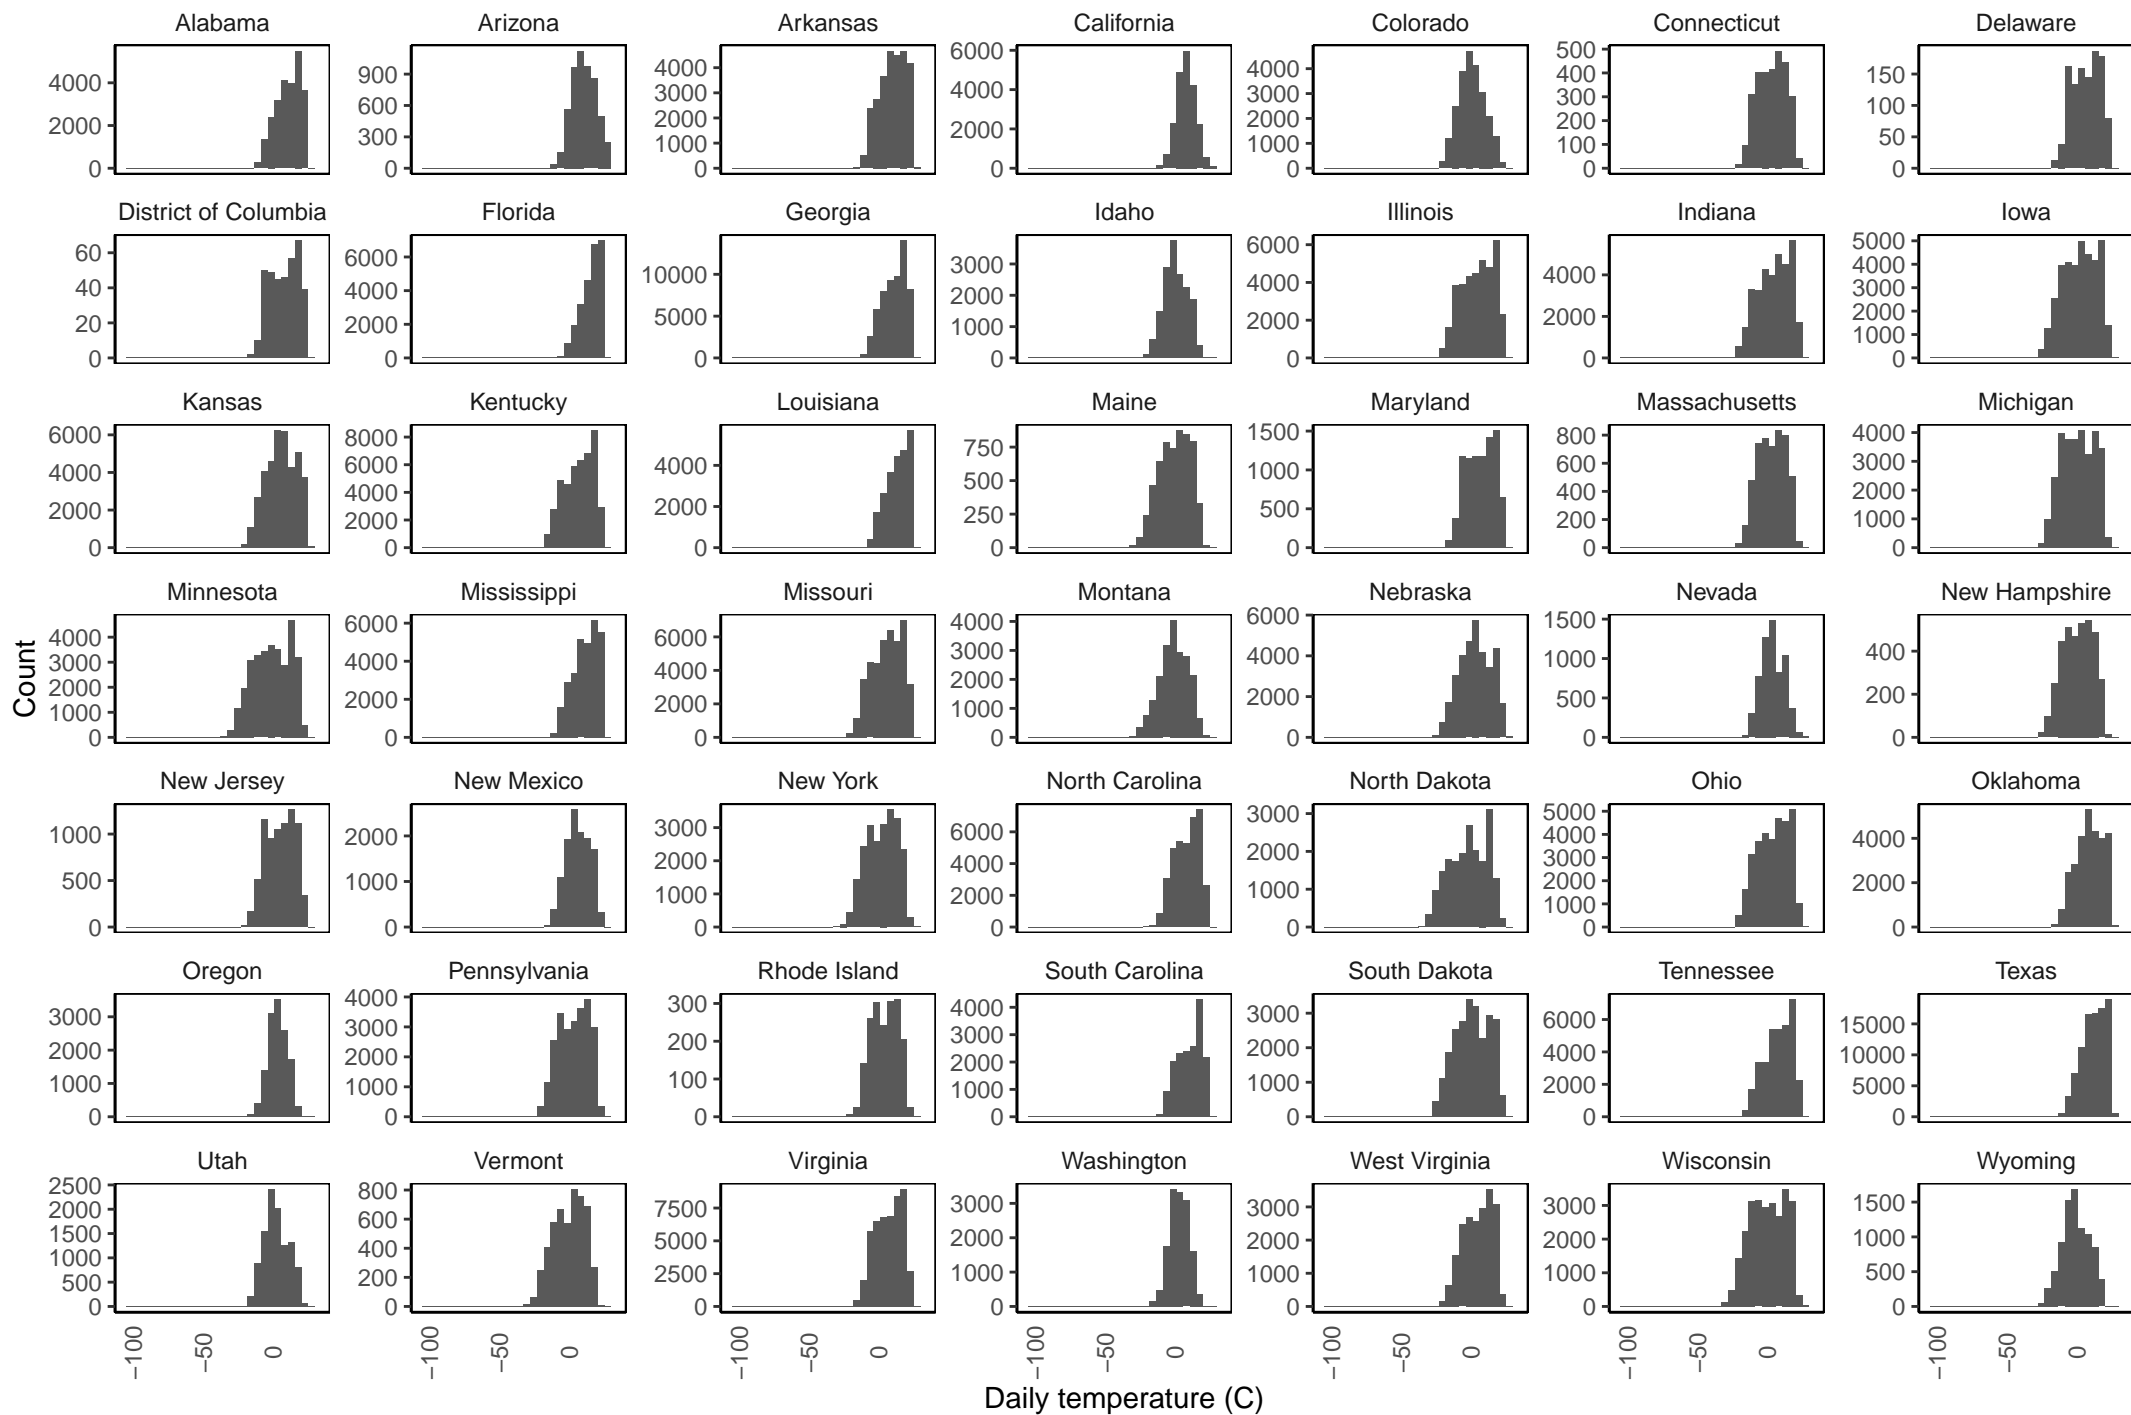 Alabama Arizona Arkansas California Colorado Connecticut Delaware
4000 2000 0
900 600 300 0
4000 3000 2000 1000 0
6000 4000 2000 0
4000 3000 2000 1000 0
500 400 300 200 100 0
150 100 50 0
District of Columbia Florida Georgia Idaho Illinois Indiana Iowa
60 40 20 0
6000 4000 2000 0
10000 5000 0
3000 2000 1000 0
6000 4000 2000 0
4000 2000 0
5000 4000 3000 2000 1000 0
Kansas Kentucky Louisiana Maine Maryland Massachusetts Michigan
6000 4000 2000 0
8000 6000 4000 2000 0
4000 2000 0
750 500 250 0
1500 1000 500 0
800 600 400 200 0
4000 3000 2000 1000 0
Minnesota Mississippi Missouri Montana Nebraska Nevada New Hampshire
4000 3000 2000 1000 0
6000 4000 2000 0
6000 4000 2000 0
4000 3000 2000 1000 0
6000 4000 2000 0
1500 1000 500 0
400 200 0
Count
New Jersey New Mexico New York North Carolina North Dakota Ohio Oklahoma
1000 500 0
2000 1000 0
3000 2000 1000 0
6000 4000 2000 0
3000 2000 1000 0
5000 4000 3000 2000 1000 0
4000 2000 0
Oregon Pennsylvania Rhode Island South Carolina South Dakota Tennessee Texas
3000 2000 1000 0
4000 3000 2000 1000 0
300 200 100 0
4000 3000 2000 1000 0
3000 2000 1000 0
6000 4000 2000 0
15000 10000 5000 0
Utah Vermont Virginia Washington West Virginia Wisconsin Wyoming
2500 2000 1500 1000 500 0
800 600 400 200 0
7500 5000 2500 0
3000 2000 1000 0
3000 2000 1000 0
3000 2000 1000 0
1500 1000 500 0
−100 −50 0 −100 −50 0 −100 −50 0 −100 −50 0 −100 −50 0 −100 −50 0 −100 −50 0
Daily temperature (C)